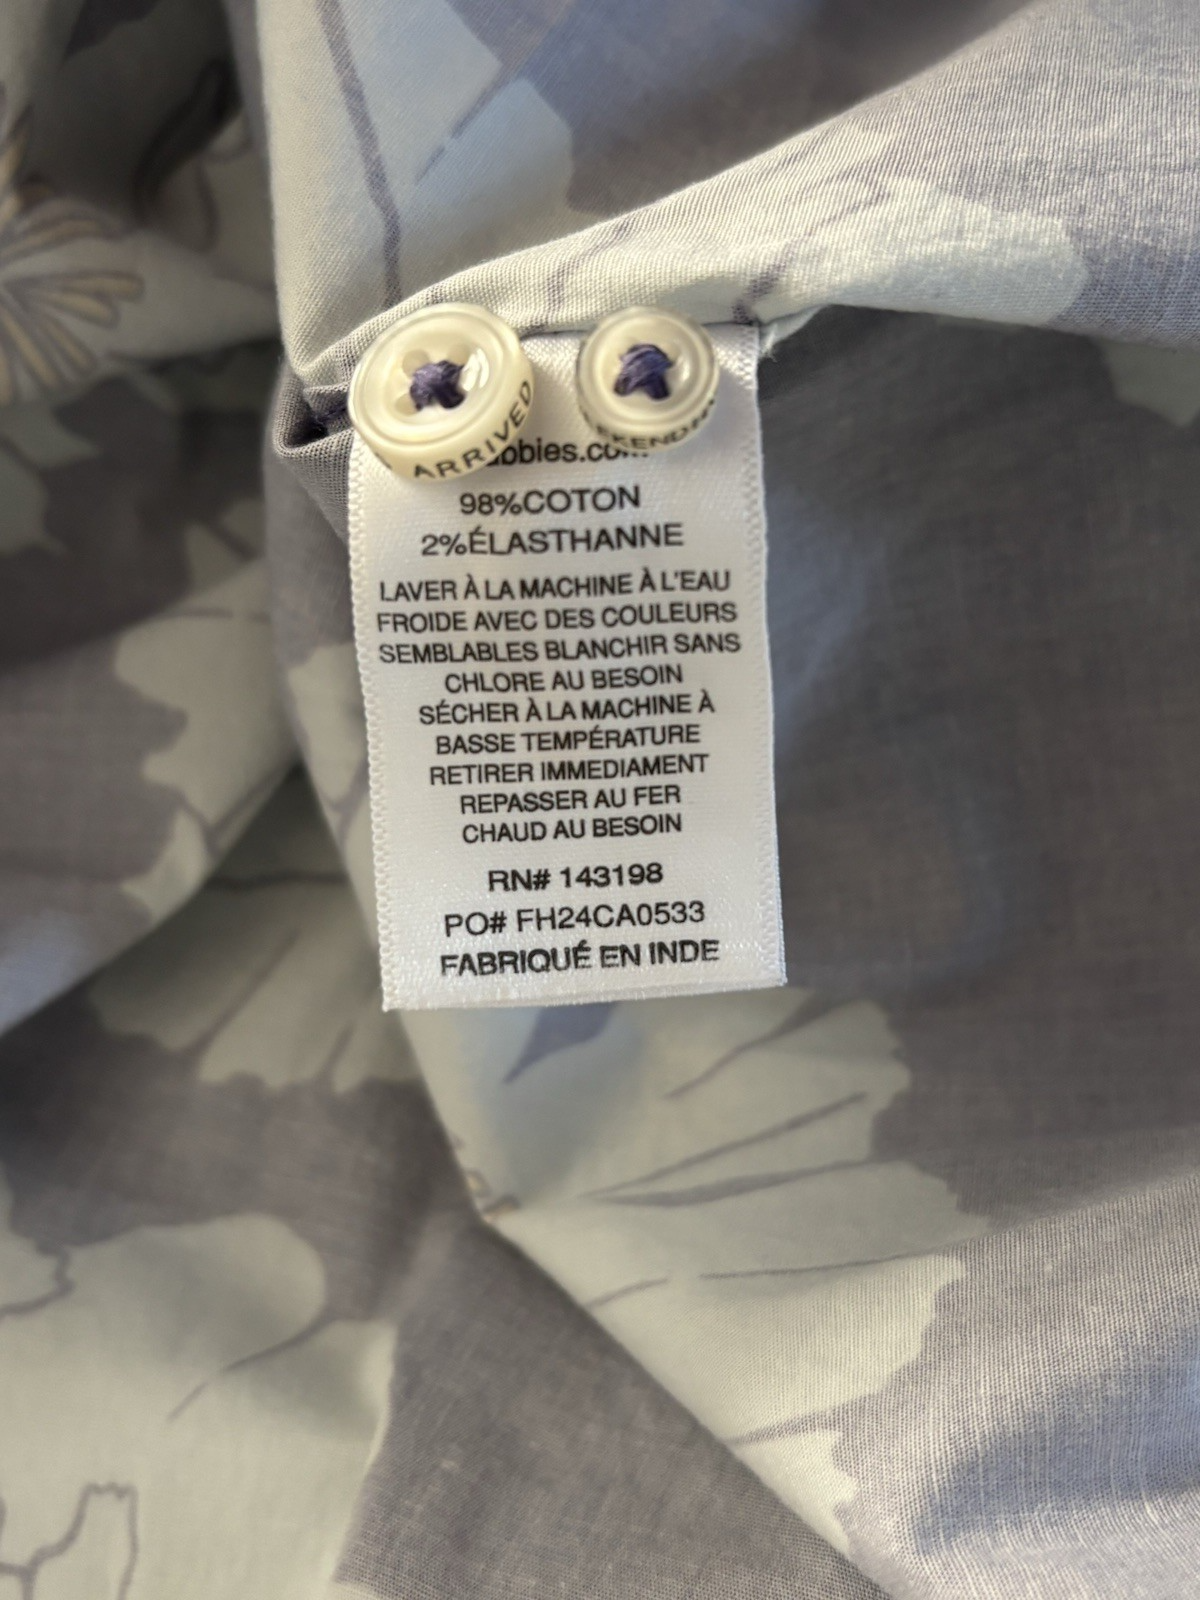 ARRIVED
98%COTON
2%ÉLASTHANNE
LAVER À LA MACHINE À L'EAU
FROIDE AVEC DES COULEURS
SEMBLABLES BLANCHIR SANS
CHLORE AU BESOIN
SÉCHER À LA MACHINE À
BASSE TEMPÉRATURE
RETIRER IMMEDIAMENT
REPASSER AU FER
CHAUD AU BESOIN
RN# 143198
PO# FH24CA0533
FABRIQUÉ EN INDE